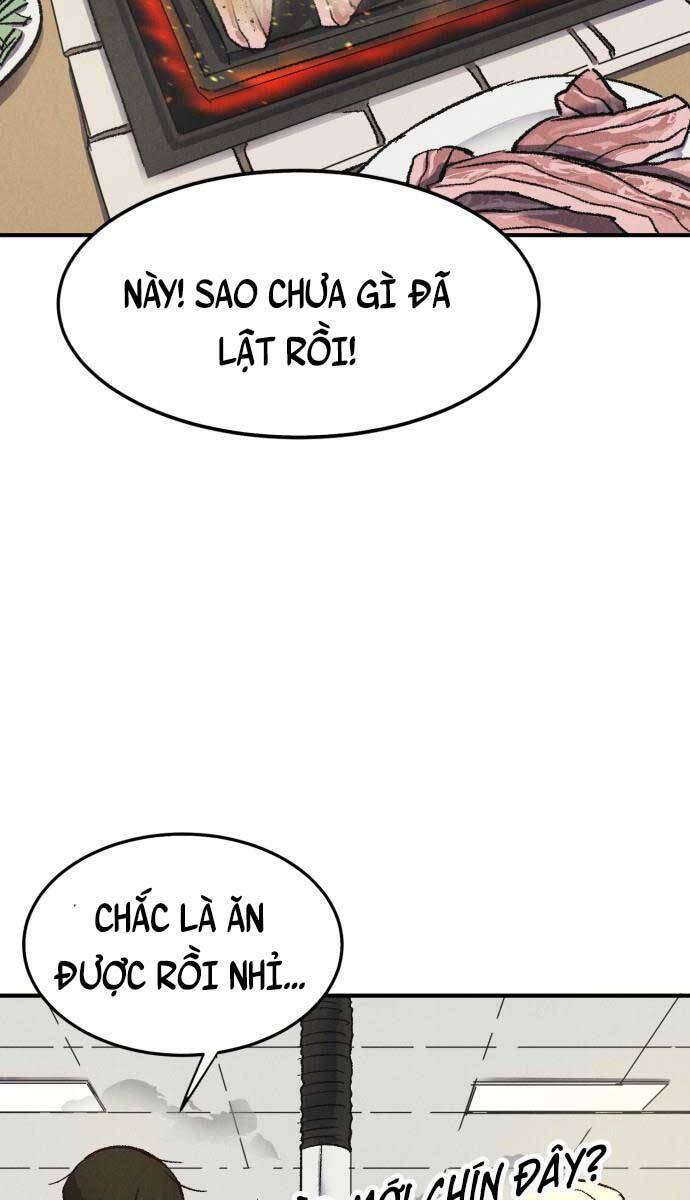 NÀY! SAO CHƯA GÌ ĐÃ
LẬT RỒI!
CHẮC LÀ ĂN
ĐƯỢC RỒI NHỈ...
MỚI CHÍN ĐÂY?